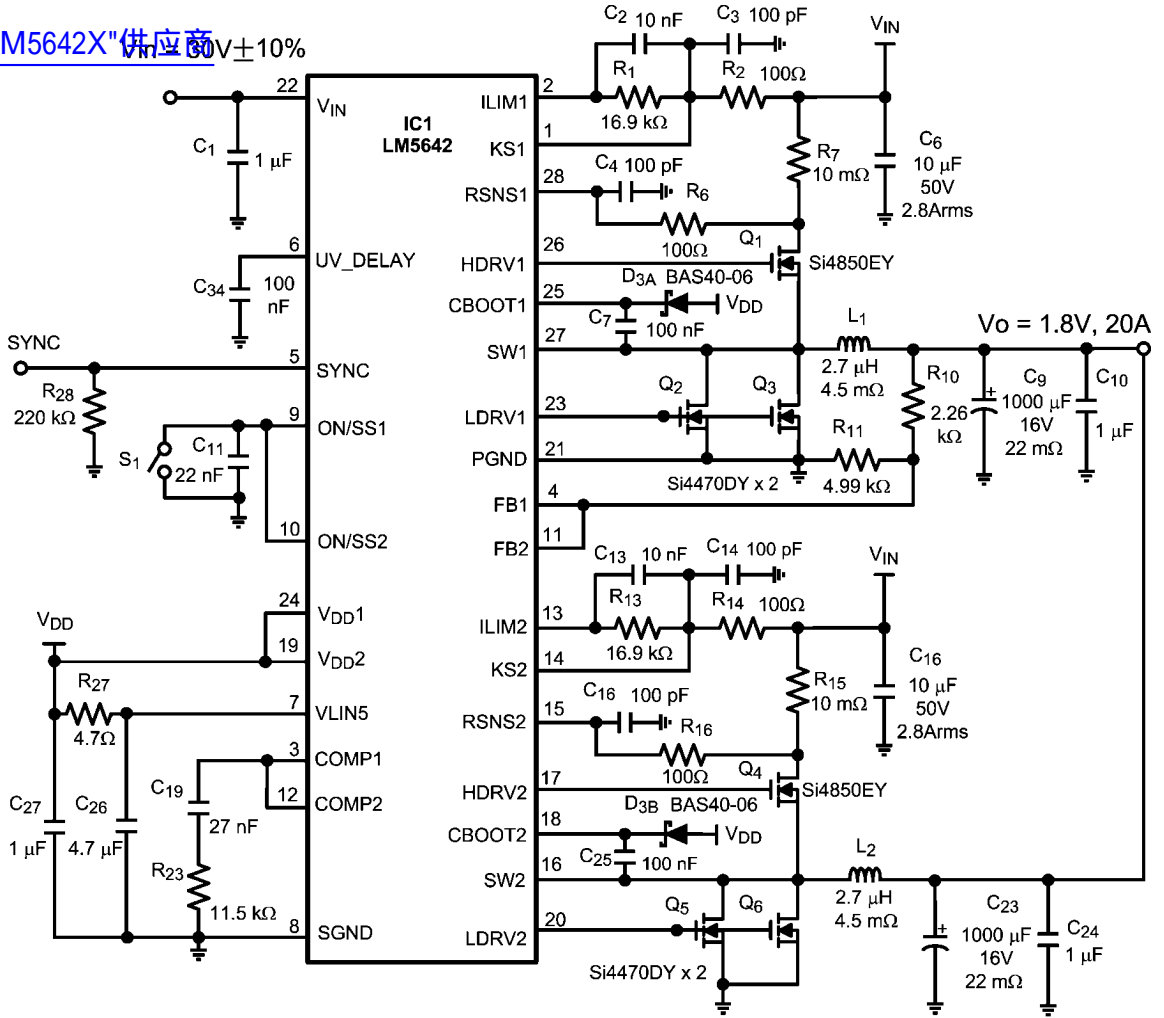 M5642X"供应商
Vin = 30V±10%
C2 10 nF
C3 100 pF
VIN
22
VIN
IC1
LM5642
2
ILIM1
R1
16.9 kΩ
R2
100Ω
C1
1 μF
1
KS1
C4 100 pF
R7
10 mΩ
C6
10 μF
50V
2.8Arms
28
RSNS1
R6
100Ω
6
UV_DELAY
C34
100
nF
26
HDRV1
Q1
Si4850EY
D3A BAS40-06
25
CBOOT1
VDD
C7
100 nF
27
SW1
L1
2.7 μH
4.5 mΩ
Vo = 1.8V, 20A
SYNC
5
SYNC
R28
220 kΩ
Q2
Q3
R10
2.26
kΩ
+
C9
1000 μF
16V
22 mΩ
C10
1 μF
9
ON/SS1
23
LDRV1
S1
C11
22 nF
21
PGND
R11
4.99 kΩ
Si4470DY x 2
4
FB1
10
ON/SS2
11
FB2
C13 10 nF
C14 100 pF
VIN
24
VDD1
13
ILIM2
R13
16.9 kΩ
R14
100Ω
VDD
19
VDD2
14
KS2
C16 100 pF
R15
10 mΩ
C16
10 μF
50V
2.8Arms
R27
4.7Ω
7
VLIN5
15
RSNS2
R16
100Ω
3
COMP1
C19
27 nF
12
COMP2
17
HDRV2
Q4
Si4850EY
D3B BAS40-06
C27
1 μF
C26
4.7 μF
18
CBOOT2
VDD
C25
100 nF
R23
11.5 kΩ
16
SW2
L2
2.7 μH
4.5 mΩ
8
SGND
20
LDRV2
Q5
Q6
Si4470DY x 2
+
C23
1000 μF
16V
22 mΩ
C24
1 μF